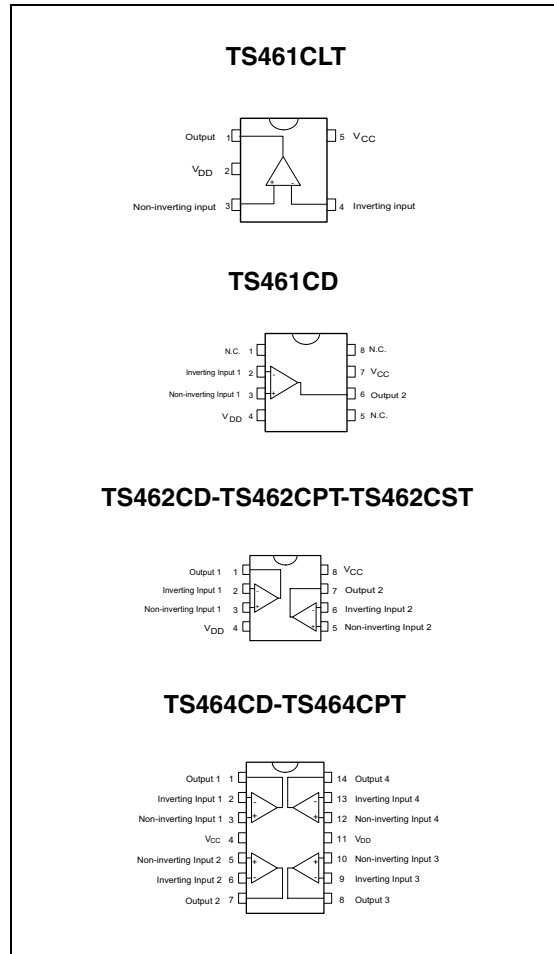 TS461CLT
Output 1 5 VCC
VDD 2
Non-inverting input 3 4 Inverting input
+ -
TS461CD
N.C. 1 8 N.C.
Inverting Input 1 2 - 7 VCC
Non-inverting Input 1 3 + 6 Output 2
VDD 4 5 N.C.
TS462CD-TS462CPT-TS462CST
Output 1 1 8 VCC
Inverting Input 1 2 - 7 Output 2
Non-inverting Input 1 3 + - 6 Inverting Input 2
VDD 4 + 5 Non-inverting Input 2
TS464CD-TS464CPT
Output 1 1 14 Output 4
Inverting Input 1 2 - - 13 Inverting Input 4
Non-inverting Input 1 3 + + 12 Non-inverting Input 4
VCC 4 11 VDD
Non-inverting Input 2 5 + + 10 Non-inverting Input 3
Inverting Input 2 6 - - 9 Inverting Input 3
Output 2 7 8 Output 3